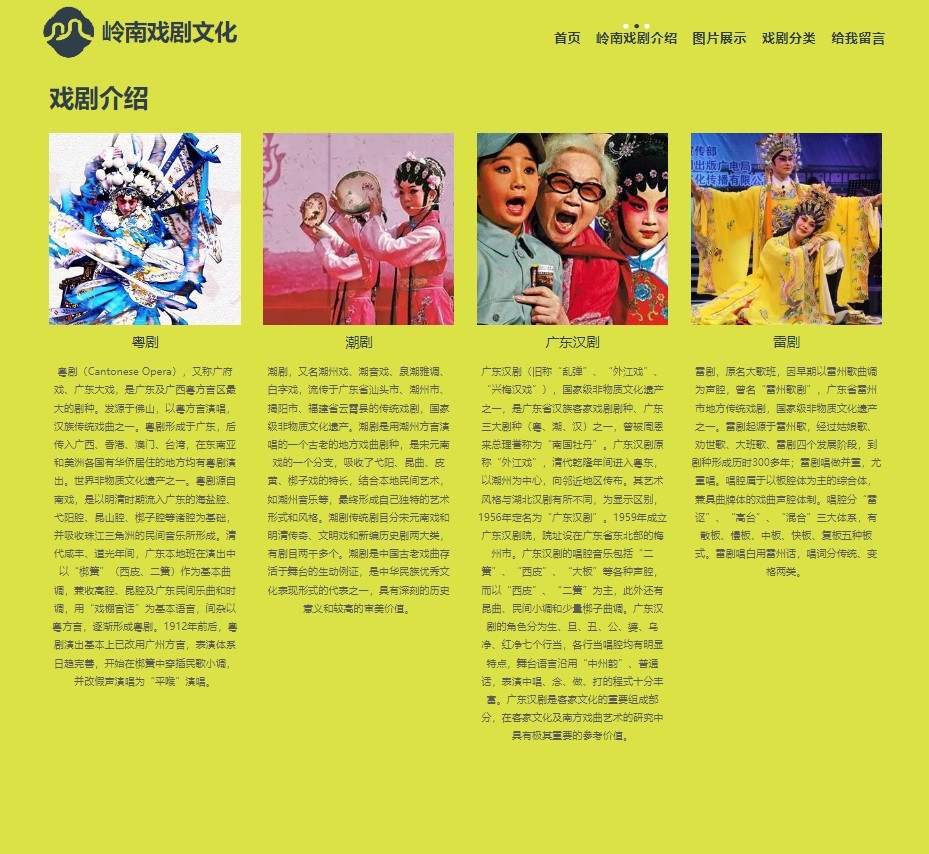 岭南戏剧文化
首页
岭南戏剧介绍
图片展示
戏剧分类
给我留言
戏剧介绍
粤剧
粤剧（Cantonese Opera），又称广府
戏、广东大戏，是广东及广西粤方言区最
大的剧种。发源于佛山，以粤方言演唱，
汉族传统戏曲之一。粤剧形成于广东，后
传入广西、香港、澳门、台湾，在东南亚
和美洲各国有华侨居住的地方均有粤剧演
出。世界非物质文化遗产之一。粤剧源自
南戏，是以明清时期流入广东的海盐腔、
弋阳腔、昆山腔、梆子腔等诸腔为基础，
并吸收珠江三角洲的民间音乐所形成。清
代咸丰、道光年间，广东本地班在演出中
以“梆簧”（西皮、二簧）作为基本曲
调，兼收高腔、昆腔及广东民间乐曲和时
调，用“戏棚官话”为基本语言，间杂以
粤方言，逐渐形成粤剧。1912年前后，粤
剧演出基本上已改用广州方言，表演体系
日趋完善，开始在梆簧中穿插民歌小调，
并改假声演唱为“平喉”演唱。
潮剧
潮剧，又名潮州戏、潮音戏、泉潮雅调、
白字戏，流传于广东省汕头市、潮州市、
揭阳市、福建省云霄县的传统戏剧，国家
级非物质文化遗产。潮剧是用潮州方言演
唱的一个古老的地方戏曲剧种，是宋元南
戏的一个分支，吸收了弋阳、昆曲、皮
黄、梆子戏的特长，结合本地民间艺术，
如潮州音乐等，最终形成自己独特的艺术
形式和风格。潮剧传统剧目分宋元南戏和
明清传奇、文明戏和新编历史剧两大类，
有剧目两千多个。潮剧是中国古老戏曲存
活于舞台的生动例证，是中华民族优秀文
化表现形式的代表之一，具有深刻的历史
意义和较高的审美价值。
广东汉剧
广东汉剧（旧称“乱弹”、“外江戏”、
“兴梅汉戏”），国家级非物质文化遗产
之一，是广东省汉族客家戏剧剧种、广东
三大剧种（粤、潮、汉）之一，曾被周恩
来总理誉称为“南国牡丹”。广东汉剧原
称“外江戏”，清代乾隆年间进入粤东，
以潮州为中心，向邻近地区传布。其艺术
风格与湖北汉剧有所不同，为显示区别，
1956年定名为“广东汉剧”。1959年成立
广东汉剧院，院址设在广东省东北部的梅
州市。广东汉剧的唱腔音乐包括“二
簧”、“西皮”、“大板”等各种声腔，
而以“西皮”、“二簧”为主，此外还有
昆曲、民间小调和少量梆子曲调。广东汉
剧的角色分为生、旦、丑、公、婆、乌
净、红净七个行当，各行当唱腔均有明显
特点，舞台语言沿用“中州韵”、普通
话，表演中唱、念、做、打的程式十分丰
富。广东汉剧是客家文化的重要组成部
分，在客家文化及南方戏曲艺术的研究中
具有极其重要的参考价值。
雷剧
雷剧，原名大歌班，因早期以雷州歌曲调
为声腔，曾名“雷州歌剧”，广东省雷州
市地方传统戏剧，国家级非物质文化遗产
之一。雷剧起源于雷州歌，经过姑娘歌、
劝世歌、大班歌、雷剧四个发展阶段，到
剧种形成历时300多年；雷剧唱做并重，尤
重唱。唱腔属于以板腔体为主的综合体，
兼具曲牌体的戏曲声腔体制。唱腔分“雷
讴”、“高台”、“混合”三大体系，有
散板、慢板、中板、快板、复板五种板
式。雷剧唱白用雷州话，唱词分传统、变
格两类。